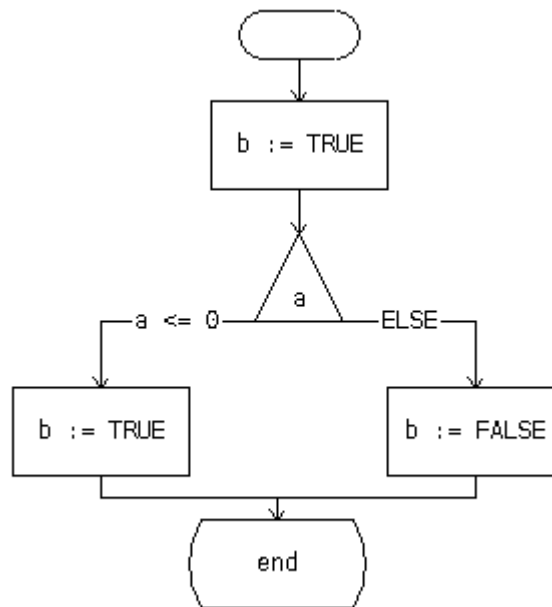 b := TRUE
a
a <= 0
ELSE
b := TRUE
b := FALSE
end